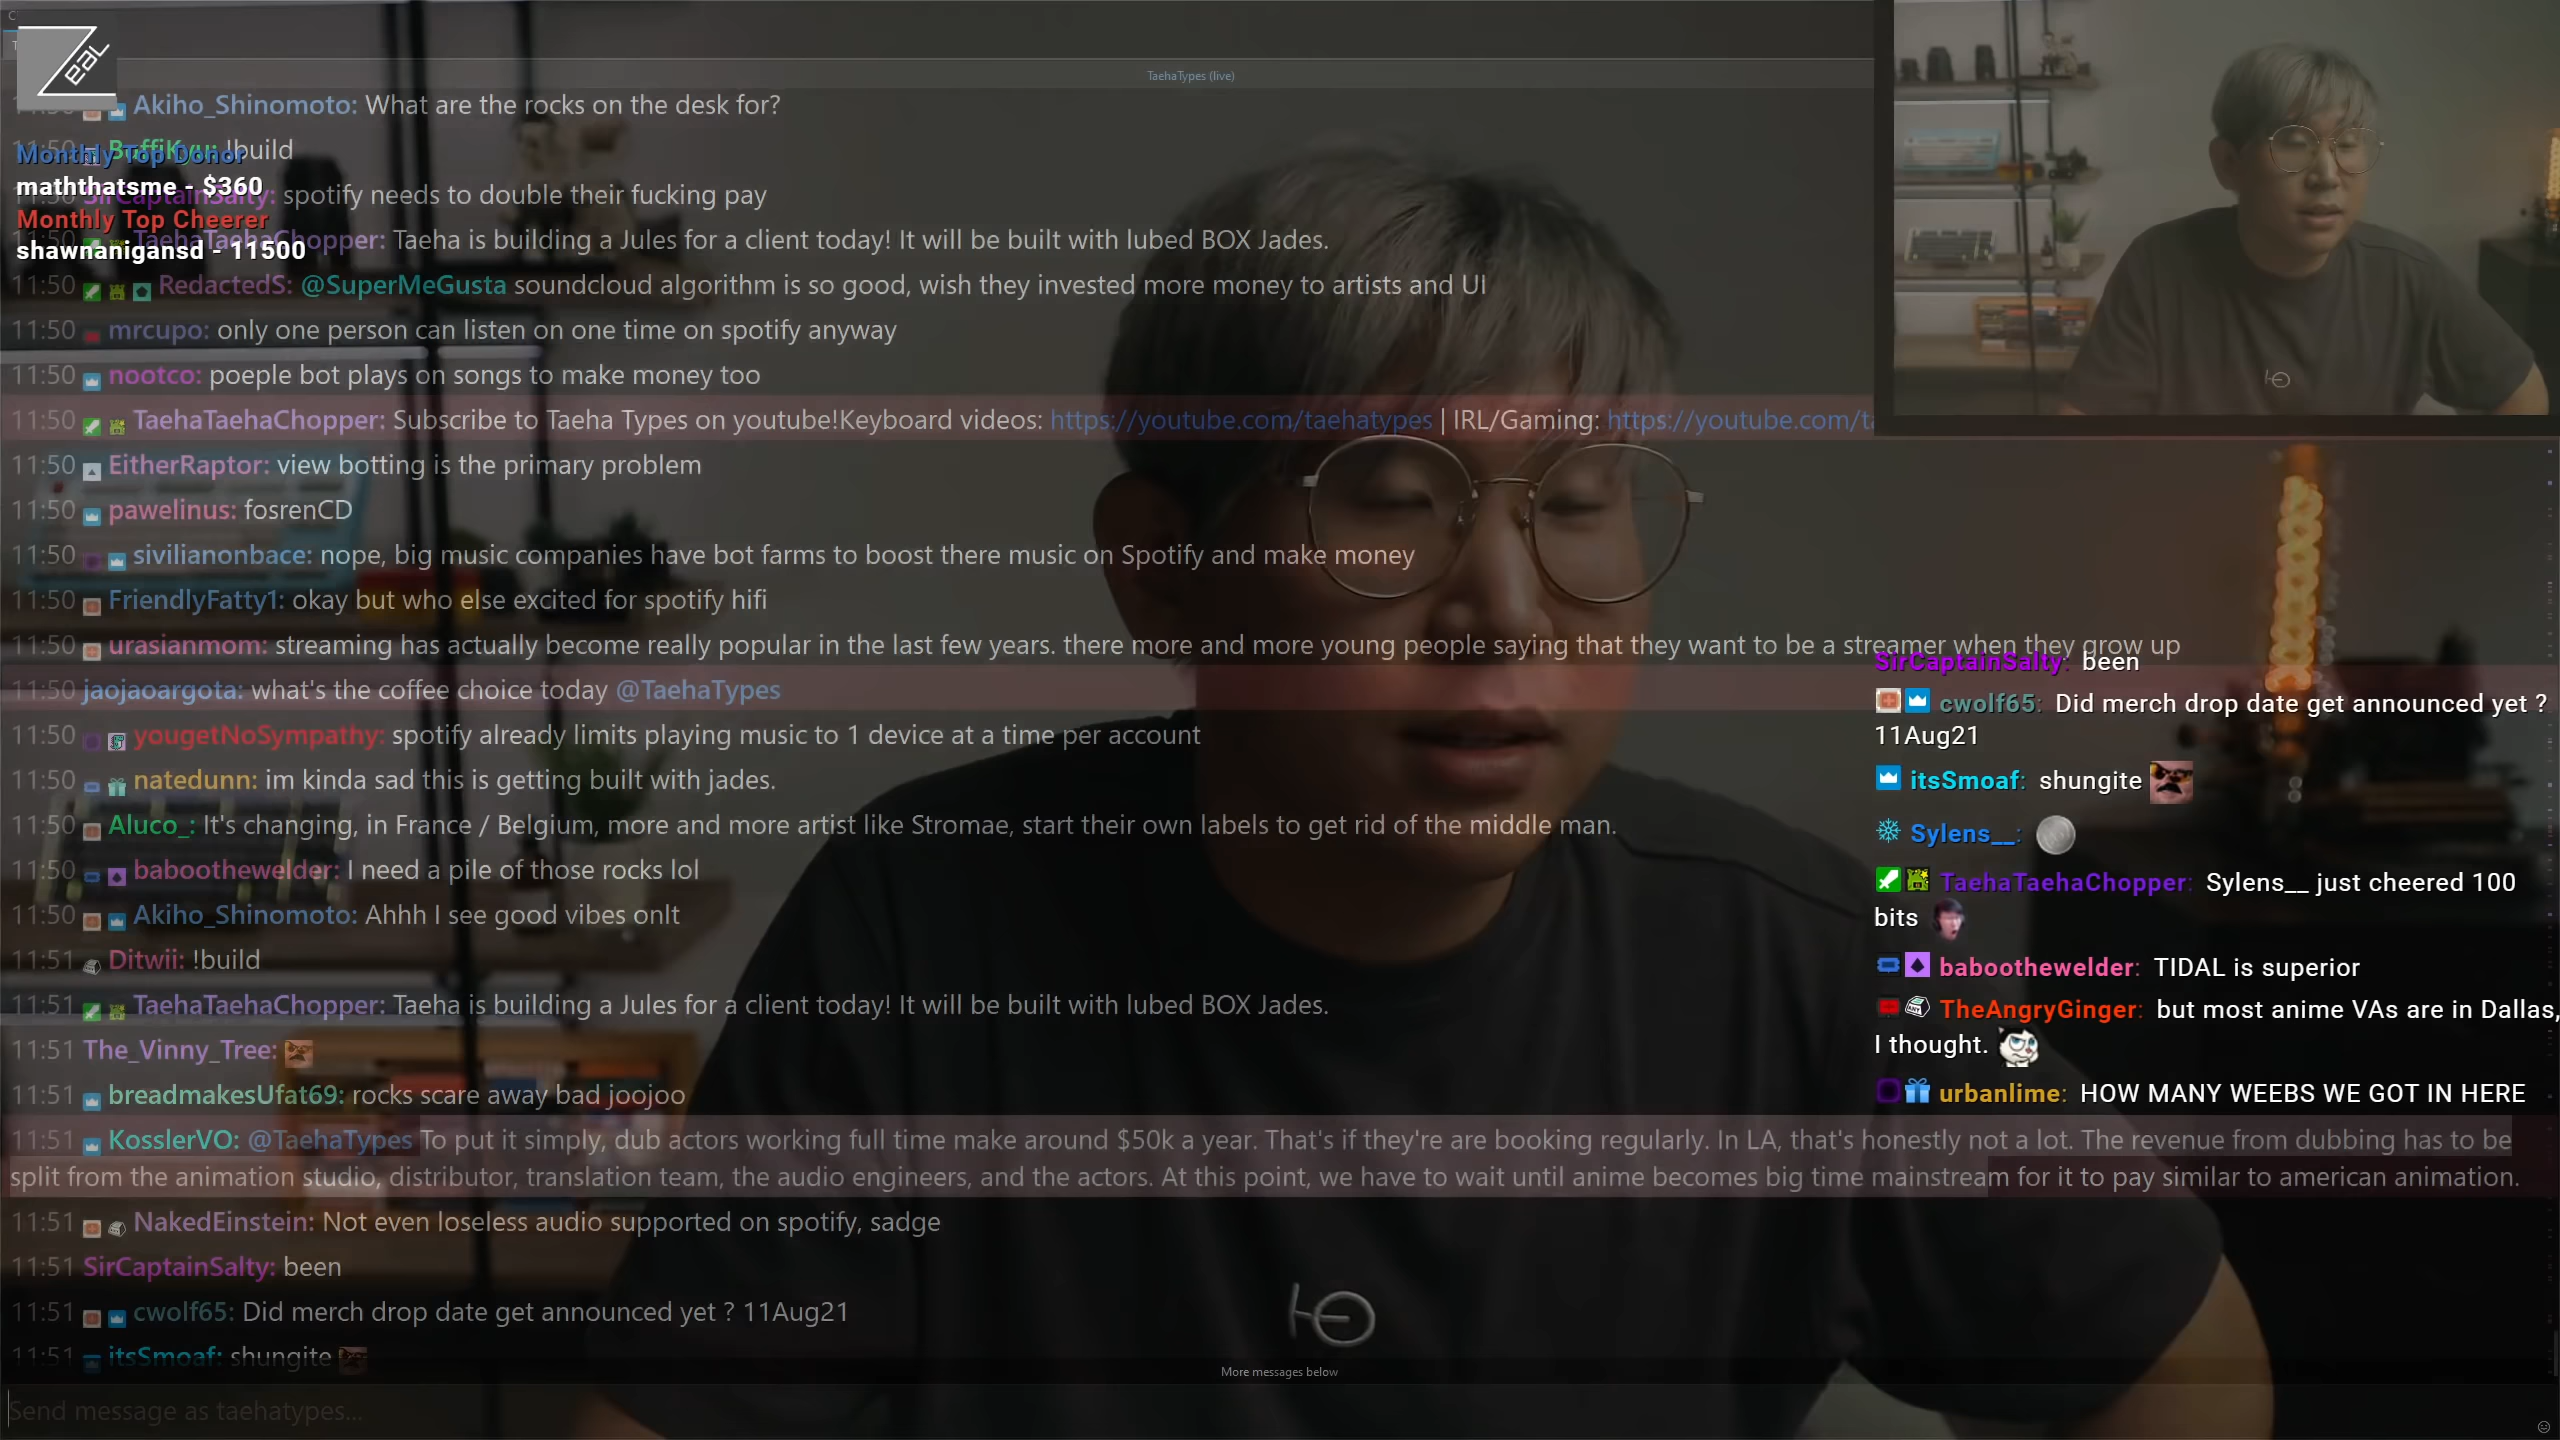 Zeal
TaehaTypes (live)
Akiho_Shinomoto: What are the rocks on the desk for?
11:50 BuffiKyu: !build
Monthly Top Donor
maththatsme - $360
SirCaptainSalty: spotify needs to double their fucking pay
Monthly Top Cheerer
TaehaTaehaChopper: Taeha is building a Jules for a client today! It will be built with lubed BOX Jades.
shawnanigansd - 11500
11:50 RedactedS: @SuperMeGusta soundcloud algorithm is so good, wish they invested more money to artists and UI
11:50 mrcupo: only one person can listen on one time on spotify anyway
11:50 nootco: poeple bot plays on songs to make money too
11:50 TaehaTaehaChopper: Subscribe to Taeha Types on youtube!Keyboard videos: https://youtube.com/taehatypes | IRL/Gaming: https://youtube.com/ta
11:50 EitherRaptor: view botting is the primary problem
11:50 pawelinus: fosrenCD
11:50 sivilianonbace: nope, big music companies have bot farms to boost there music on Spotify and make money
11:50 FriendlyFatty1: okay but who else excited for spotify hifi
11:50 urasianmom: streaming has actually become really popular in the last few years. there more and more young people saying that they want to be a streamer when they grow up
11:50 jaojaoargota: what's the coffee choice today @TaehaTypes
11:50 yougetNoSympathy: spotify already limits playing music to 1 device at a time per account
11:50 natedunn: im kinda sad this is getting built with jades.
11:50 Aluco_: It's changing, in France / Belgium, more and more artist like Stromae, start their own labels to get rid of the middle man.
11:50 baboothewelder: I need a pile of those rocks lol
11:50 Akiho_Shinomoto: Ahhh I see good vibes onlt
11:51 Ditwii: !build
11:51 TaehaTaehaChopper: Taeha is building a Jules for a client today! It will be built with lubed BOX Jades.
11:51 The_Vinny_Tree:
11:51 breadmakesUfat69: rocks scare away bad joojoo
11:51 KosslerVO: @TaehaTypes To put it simply, dub actors working full time make around $50k a year. That's if they're are booking regularly. In LA, that's honestly not a lot. The revenue from dubbing has to be
split from the animation studio, distributor, translation team, the audio engineers, and the actors. At this point, we have to wait until anime becomes big time mainstream for it to pay similar to american animation.
11:51 NakedEinstein: Not even loseless audio supported on spotify, sadge
11:51 SirCaptainSalty: been
11:51 cwolf65: Did merch drop date get announced yet ? 11Aug21
11:51 itsSmoaf: shungite
More messages below
Send message as taehatypes...
SirCaptainSalty: been
cwolf65: Did merch drop date get announced yet ?
11Aug21
itsSmoaf: shungite
Sylens__:
TaehaTaehaChopper: Sylens__ just cheered 100
bits
baboothewelder: TIDAL is superior
TheAngryGinger: but most anime VAs are in Dallas,
I thought.
urbanlime: HOW MANY WEEBS WE GOT IN HERE